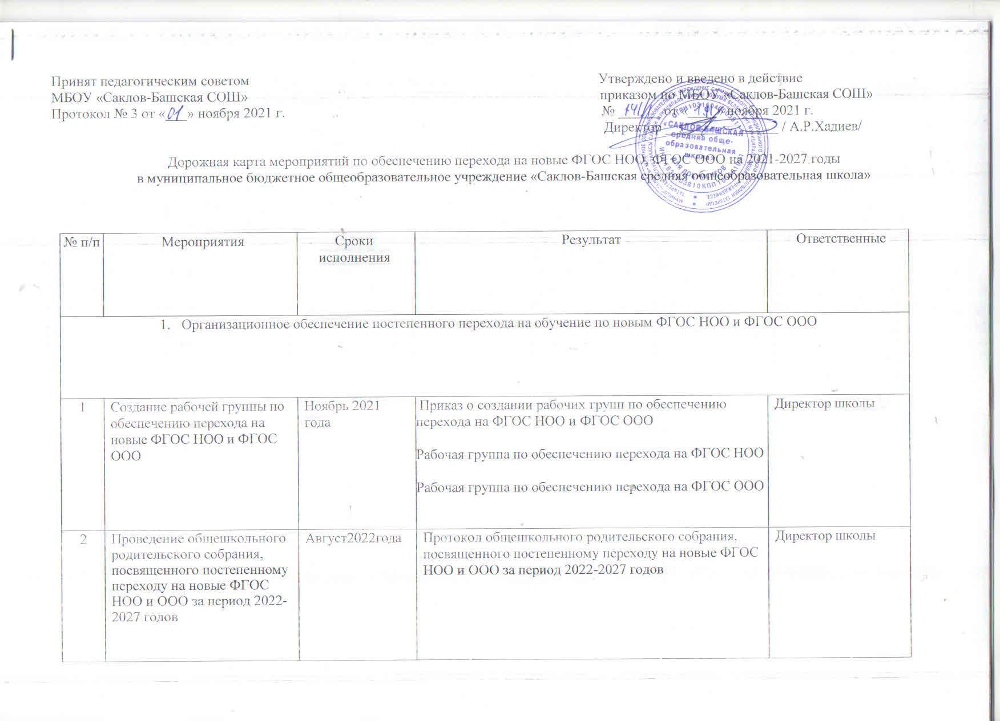 Принят педагогическим советом
МБОУ «Саклов-Башская СОШ»
Протокол № 3 от «01» ноября 2021 г.
Утверждено и введено в действие
приказом по МБОУ «Саклов-Башская СОШ»
№ от « » ноября 2021 г.
Директор / А.Р.Хадиев/
«САКЛОВ-БАШСКАЯ
средняя обще-
образовательная
школа»
Дорожная карта мероприятий по обеспечению перехода на новые ФГОС НОО, ФГОС ООО на 2021-2027 годы
в муниципальное бюджетное общеобразовательное учреждение «Саклов-Башская средняя общеобразовательная школа»
№ п/п
Мероприятия
Сроки
исполнения
Результат
Ответственные
1. Организационное обеспечение постепенного перехода на обучение по новым ФГОС НОО и ФГОС ООО
1
Создание рабочей группы по
обеспечению перехода на
новые ФГОС НОО и ФГОС
ООО
Ноябрь 2021
года
Приказ о создании рабочих групп по обеспечению
перехода на ФГОС НОО и ФГОС ООО
Рабочая группа по обеспечению перехода на ФГОС НОО
Рабочая группа по обеспечению перехода на ФГОС ООО
Директор школы
2
Проведение общешкольного
родительского собрания,
посвященного постепенному
переходу на новые ФГОС
НОО и ООО за период 2022-
2027 годов
Август2022года
Протокол общешкольного родительского собрания,
посвященного постепенному переходу на новые ФГОС
НОО и ООО за период 2022-2027 годов
Директор школы